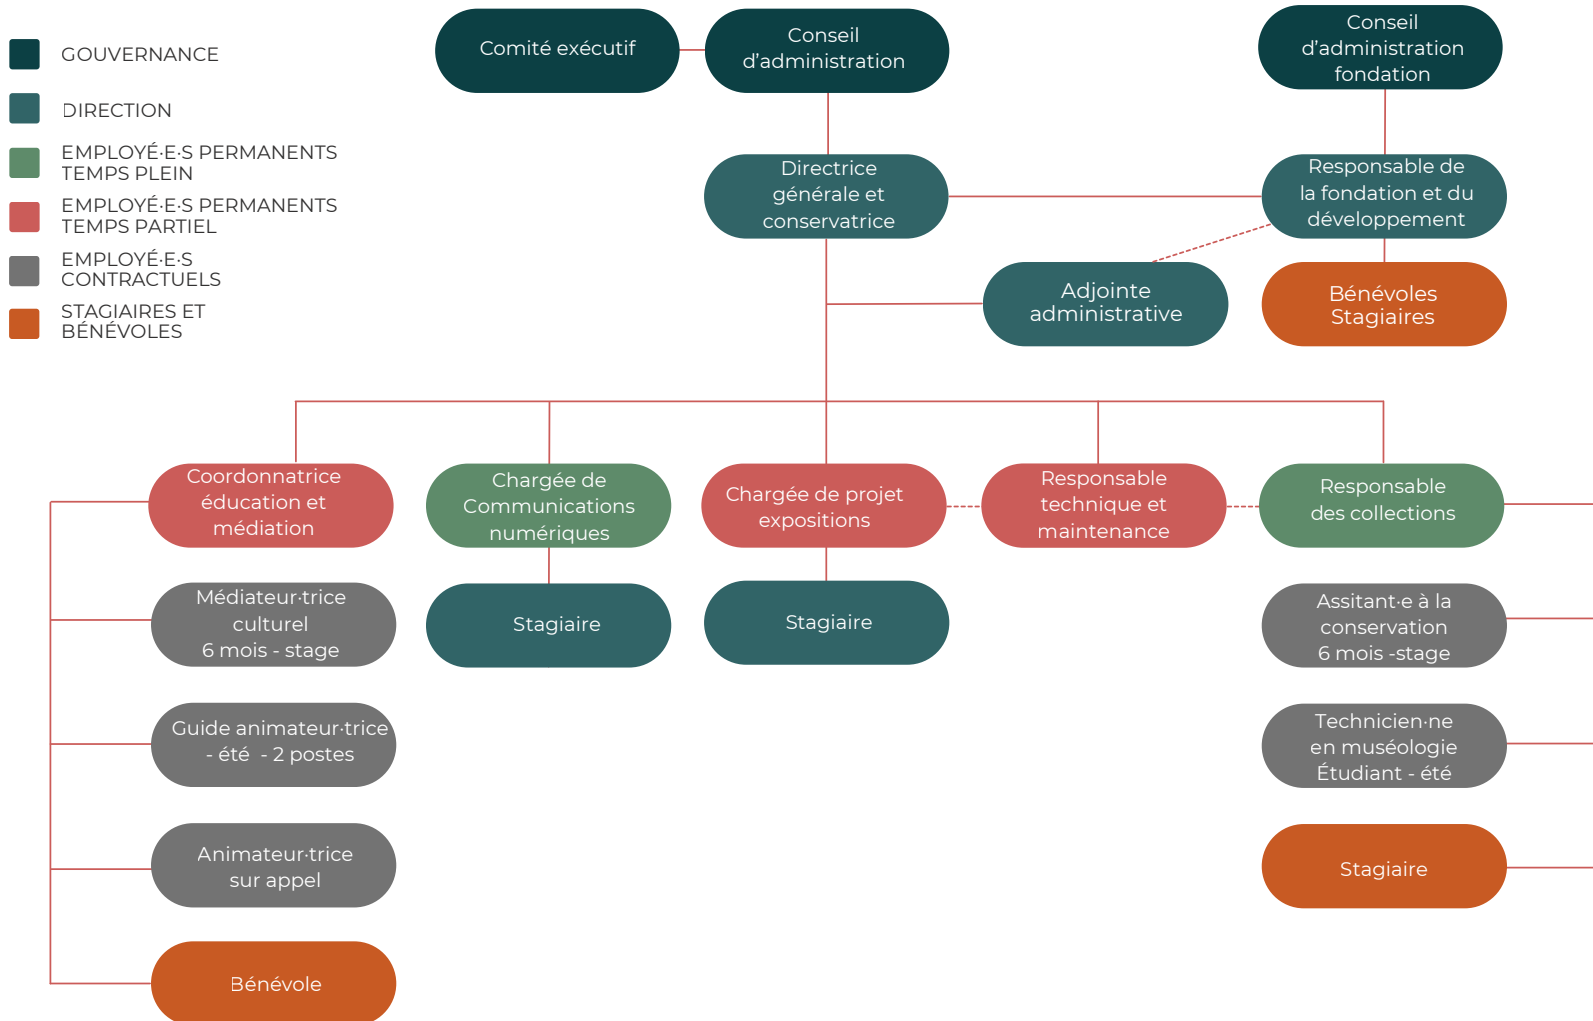 GOUVERNANCE
DIRECTION
EMPLOYÉ·E·S PERMANENTS
TEMPS PLEIN
EMPLOYÉ·E·S PERMANENTS
TEMPS PARTIEL
EMPLOYÉ·E·S
CONTRACTUELS
STAGIAIRES ET
BÉNÉVOLES
Comité exécutif
Conseil
d'administration
Conseil
d'administration
fondation
Directrice
générale et
conservatrice
Responsable de
la fondation et du
développement
Adjointe
administrative
Bénévoles
Stagiaires
Coordonnatrice
éducation et
médiation
Chargée de
Communications
numériques
Chargée de projet
expositions
Responsable
technique et
maintenance
Responsable
des collections
Médiateur·trice
culturel
6 mois - stage
Stagiaire
Stagiaire
Assitant·e à la
conservation
6 mois -stage
Guide animateur·trice
- été - 2 postes
Technicien·ne
en muséologie
Étudiant - été
Animateur·trice
sur appel
Stagiaire
Bénévole